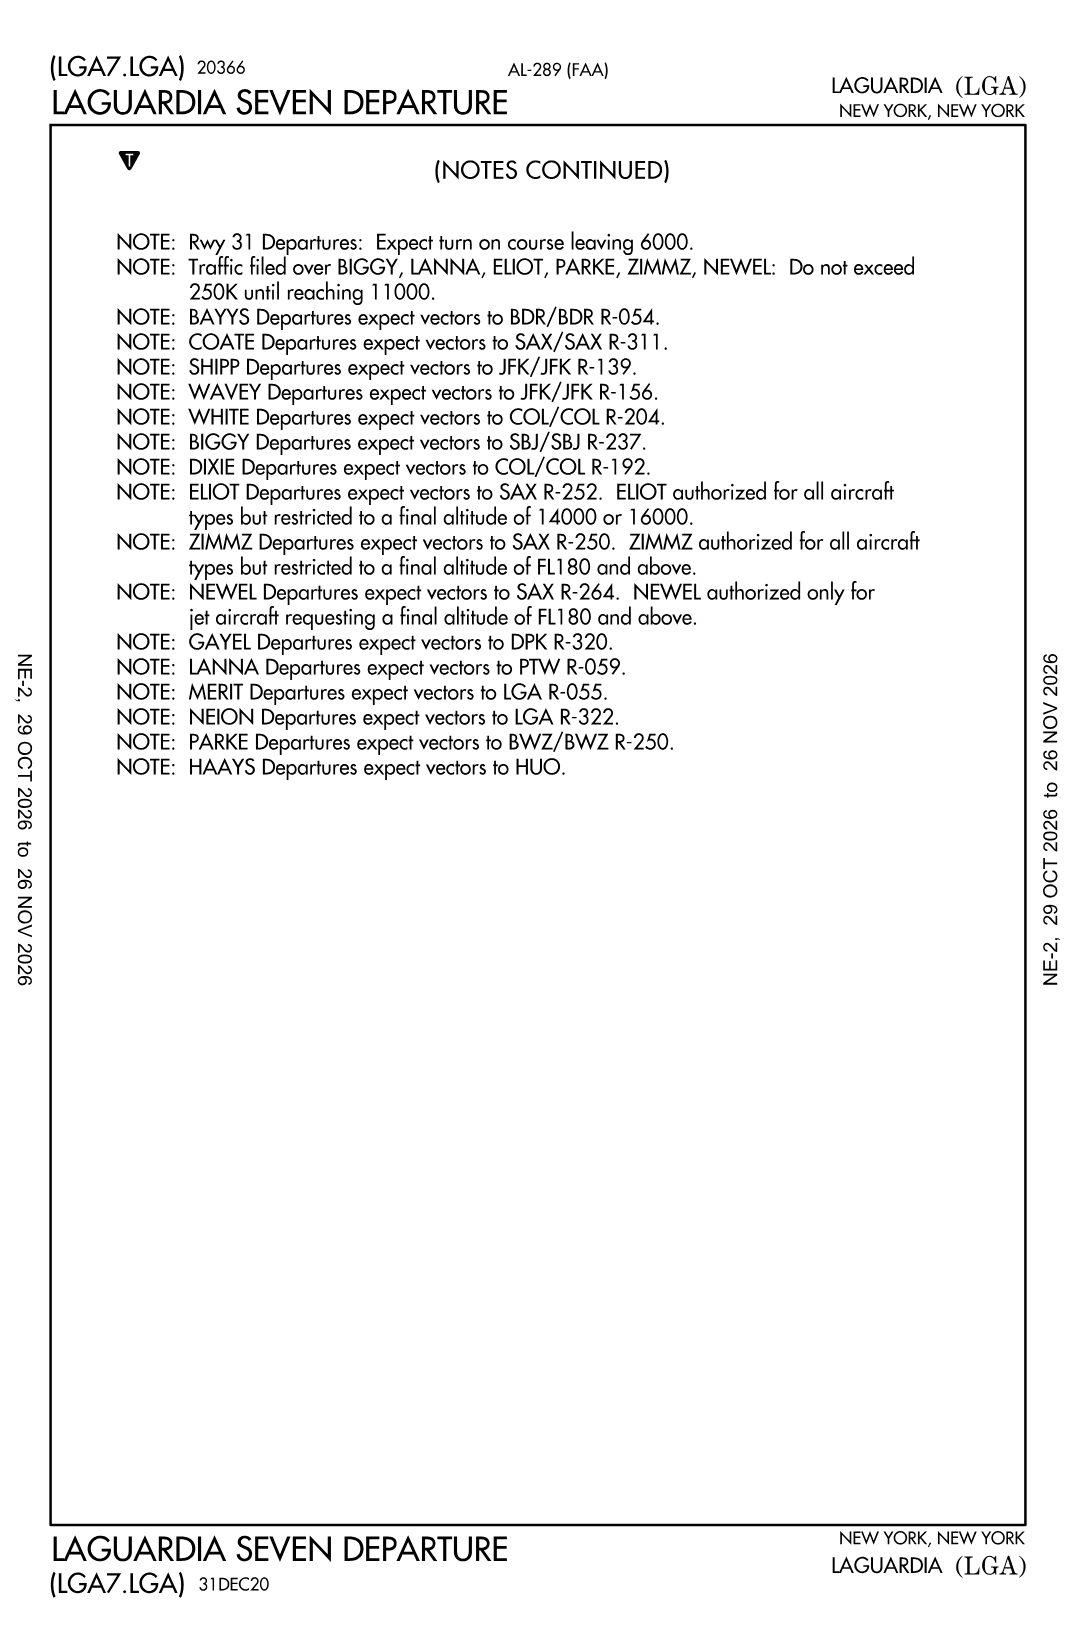 (LGA7.LGA) 20366
AL-289 (FAA)
LAGUARDIA (LGA)
LAGUARDIA SEVEN DEPARTURE
NEW YORK, NEW YORK
T
(NOTES CONTINUED)
NOTE: Rwy 31 Departures: Expect turn on course leaving 6000.
NOTE: Traffic filed over BIGGY, LANNA, ELIOT, PARKE, ZIMMZ, NEWEL: Do not exceed
250K until reaching 11000.
NOTE: BAYYS Departures expect vectors to BDR/BDR R-054.
NOTE: COATE Departures expect vectors to SAX/SAX R-311.
NOTE: SHIPP Departures expect vectors to JFK/JFK R-139.
NOTE: WAVEY Departures expect vectors to JFK/JFK R-156.
NOTE: WHITE Departures expect vectors to COL/COL R-204.
NOTE: BIGGY Departures expect vectors to SBJ/SBJ R-237.
NOTE: DIXIE Departures expect vectors to COL/COL R-192.
NOTE: ELIOT Departures expect vectors to SAX R-252. ELIOT authorized for all aircraft
types but restricted to a final altitude of 14000 or 16000.
NOTE: ZIMMZ Departures expect vectors to SAX R-250. ZIMMZ authorized for all aircraft
types but restricted to a final altitude of FL180 and above.
NOTE: NEWEL Departures expect vectors to SAX R-264. NEWEL authorized only for
jet aircraft requesting a final altitude of FL180 and above.
NOTE: GAYEL Departures expect vectors to DPK R-320.
NOTE: LANNA Departures expect vectors to PTW R-059.
NOTE: MERIT Departures expect vectors to LGA R-055.
NOTE: NEION Departures expect vectors to LGA R-322.
NOTE: PARKE Departures expect vectors to BWZ/BWZ R-250.
NOTE: HAAYS Departures expect vectors to HUO.
NE-2, 29 OCT 2026 to 26 NOV 2026
NE-2, 29 OCT 2026 to 26 NOV 2026
LAGUARDIA SEVEN DEPARTURE
NEW YORK, NEW YORK
LAGUARDIA (LGA)
(LGA7.LGA) 31DEC20